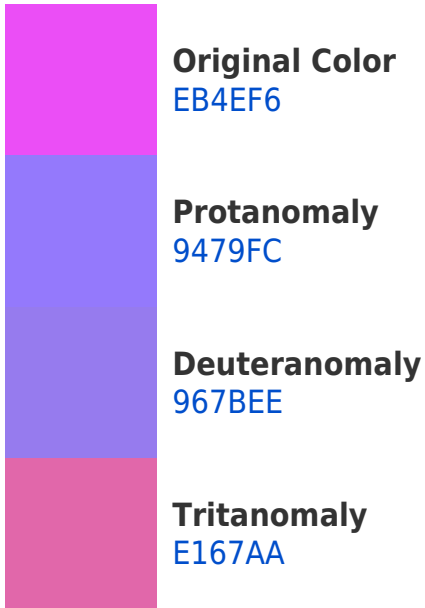 Original Color
EB4EF6
Protanomaly
9479FC
Deuteranomaly
967BEE
Tritanomaly
E167AA